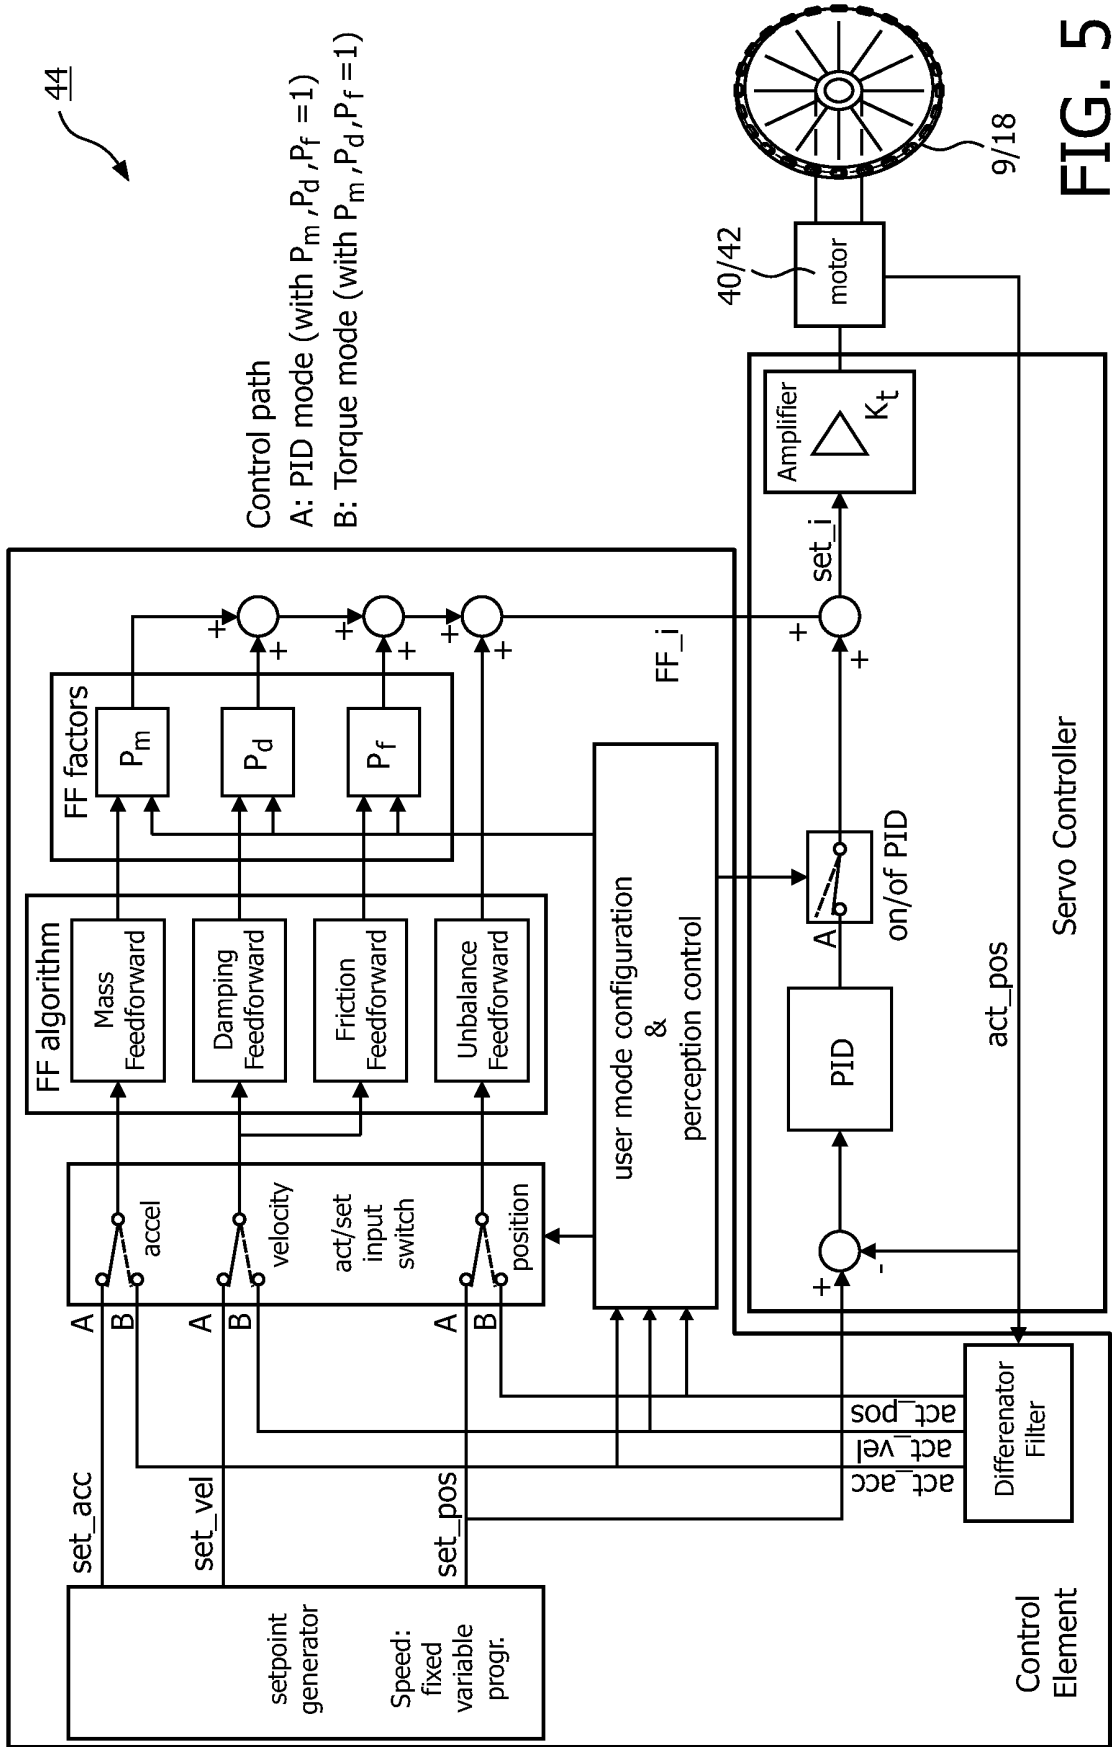 44
Control path
A: PID mode (with Pm,Pd,Pf =1)
B: Torque mode (with Pm,Pd,Pf =1)
setpoint
generator
Speed:
fixed
variable
progr.
set_acc
set_vel
set_pos
A
B
A
B
A
B
accel
velocity
act/set
input
switch
position
FF algorithm
Mass
Feedforward
Damping
Feedforward
Friction
Feedforward
Unbalance
Feedforward
FF factors
Pm
Pd
Pf
+
+
+
+
+
+
FF_i
user mode configuration
&
perception control
act_acc
act_vel
act_pos
Differenator
Filter
Control
Element
+
-
PID
A
on/of PID
+
+
set_i
Amplifier
Kt
Servo Controller
act_pos
motor
40/42
9/18
FIG. 5